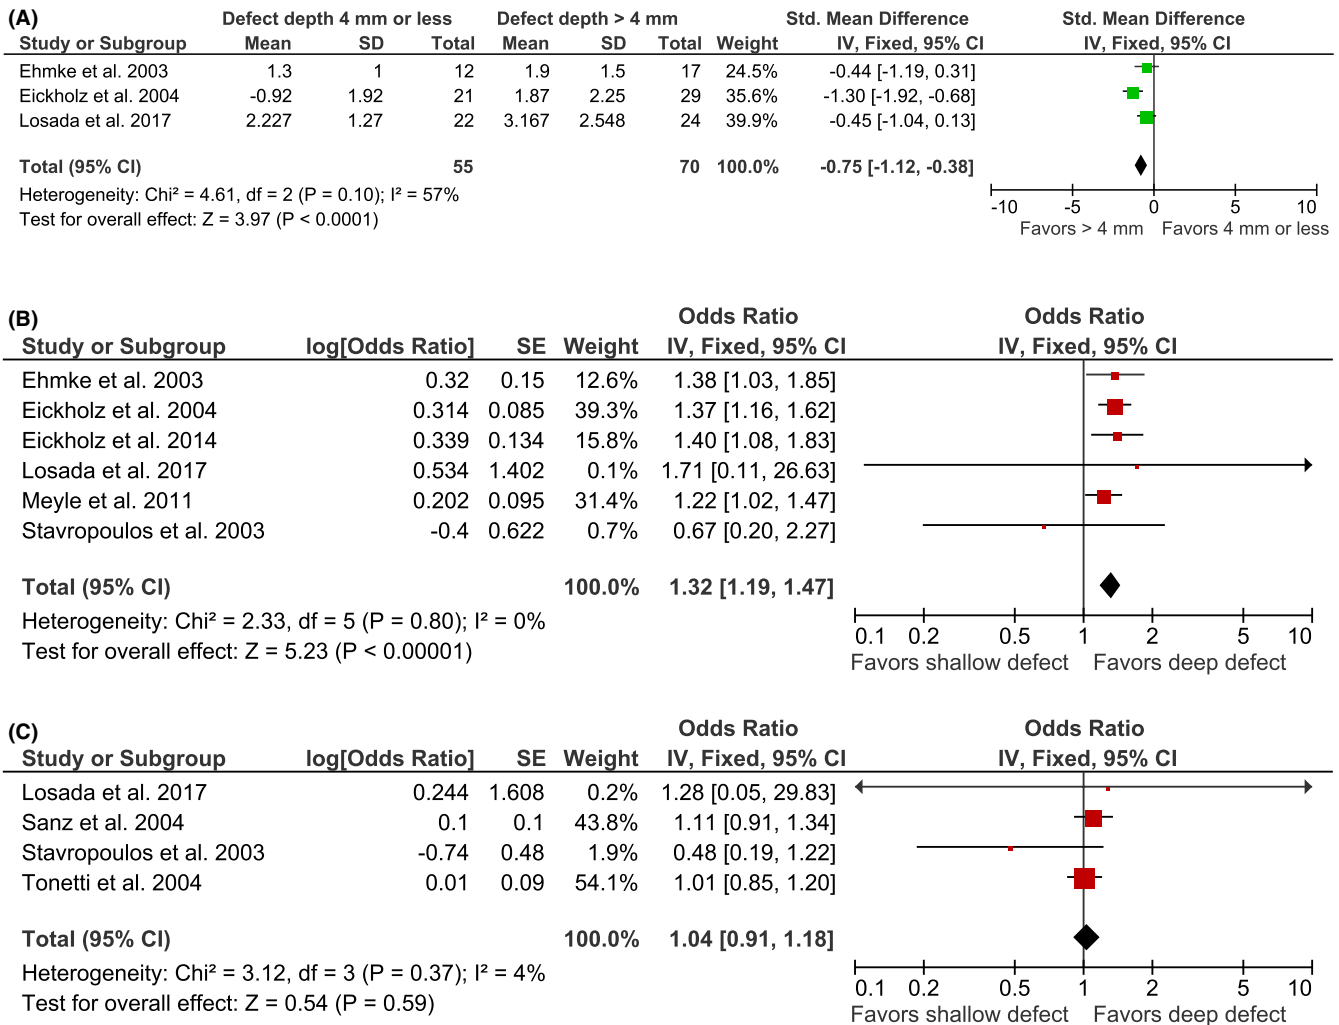 (A)
Defect depth 4 mm or less Defect depth > 4 mm Std. Mean Difference Std. Mean Difference
Study or Subgroup Mean SD Total Mean SD Total Weight IV, Fixed, 95% CI IV, Fixed, 95% CI
Ehmke et al. 2003 1.3 1 12 1.9 1.5 17 24.5% -0.44 [-1.19, 0.31]
Eickholz et al. 2004 -0.92 1.92 21 1.87 2.25 29 35.6% -1.30 [-1.92, -0.68]
Losada et al. 2017 2.227 1.27 22 3.167 2.548 24 39.9% -0.45 [-1.04, 0.13]
Total (95% CI) 55 70 100.0% -0.75 [-1.12, -0.38]
Heterogeneity: Chi² = 4.61, df = 2 (P = 0.10); I² = 57%
Test for overall effect: Z = 3.97 (P < 0.0001)
-10 -5 0 5 10
Favors > 4 mm Favors 4 mm or less
(B)
Odds Ratio Odds Ratio
Study or Subgroup log[Odds Ratio] SE Weight IV, Fixed, 95% CI IV, Fixed, 95% CI
Ehmke et al. 2003 0.32 0.15 12.6% 1.38 [1.03, 1.85]
Eickholz et al. 2004 0.314 0.085 39.3% 1.37 [1.16, 1.62]
Eickholz et al. 2014 0.339 0.134 15.8% 1.40 [1.08, 1.83]
Losada et al. 2017 0.534 1.402 0.1% 1.71 [0.11, 26.63]
Meyle et al. 2011 0.202 0.095 31.4% 1.22 [1.02, 1.47]
Stavropoulos et al. 2003 -0.4 0.622 0.7% 0.67 [0.20, 2.27]
Total (95% CI) 100.0% 1.32 [1.19, 1.47]
Heterogeneity: Chi² = 2.33, df = 5 (P = 0.80); I² = 0%
Test for overall effect: Z = 5.23 (P < 0.00001)
0.1 0.2 0.5 1 2 5 10
Favors shallow defect Favors deep defect
(C)
Odds Ratio Odds Ratio
Study or Subgroup log[Odds Ratio] SE Weight IV, Fixed, 95% CI IV, Fixed, 95% CI
Losada et al. 2017 0.244 1.608 0.2% 1.28 [0.05, 29.83]
Sanz et al. 2004 0.1 0.1 43.8% 1.11 [0.91, 1.34]
Stavropoulos et al. 2003 -0.74 0.48 1.9% 0.48 [0.19, 1.22]
Tonetti et al. 2004 0.01 0.09 54.1% 1.01 [0.85, 1.20]
Total (95% CI) 100.0% 1.04 [0.91, 1.18]
Heterogeneity: Chi² = 3.12, df = 3 (P = 0.37); I² = 4%
Test for overall effect: Z = 0.54 (P = 0.59)
0.1 0.2 0.5 1 2 5 10
Favors shallow defect Favors deep defect